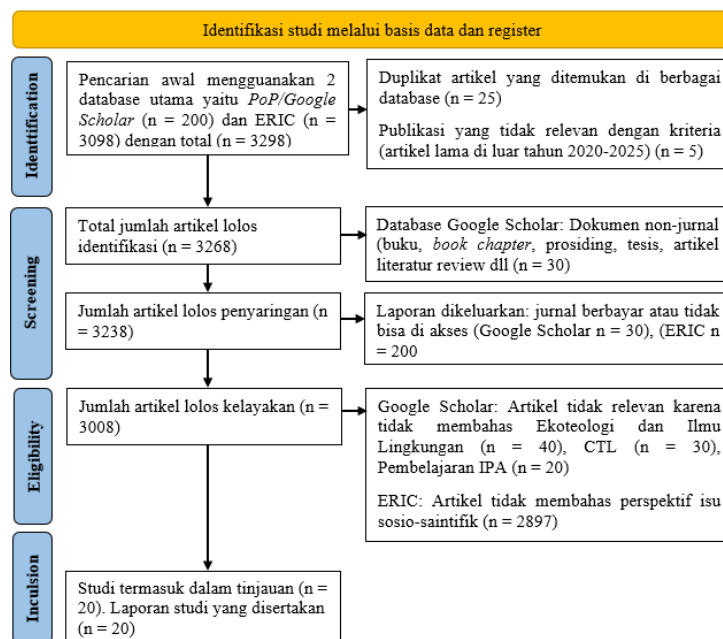 Identifikasi studi melalui basis data dan register
Identtification
Pencarian awal mengguanakan 2
database utama yaitu PoP/Google
Scholar (n = 200) dan ERIC (n =
3098) dengan total (n = 3298)
Duplikat artikel yang ditemukan di berbagai
database (n = 25)
Publikasi yang tidak relevan dengan kriteria
(artikel lama di luar tahun 2020-2025) (n = 5)
Screening
Total jumlah artikel lolos
identifikasi (n = 3268)
Database Google Scholar: Dokumen non-jurnal
(buku, book chapter, prosiding, tesis, artikel
literatur review dll (n = 30)
Jumlah artikel lolos penyaringan (n
= 3238)
Laporan dikeluarkan: jurnal berbayar atau tidak
bisa di akses (Google Scholar n = 30), (ERIC n
= 200
Eligibility
Jumlah artikel lolos kelayakan (n =
3008)
Google Scholar: Artikel tidak relevan karena
tidak membahas Ekoteologi dan Ilmu
Lingkungan (n = 40), CTL (n = 30),
Pembelajaran IPA (n = 20)
ERIC: Artikel tidak membahas perspektif isu
sosio-saintifik (n = 2897)
Inculsion
Studi termasuk dalam tinjauan (n =
20). Laporan studi yang disertakan
(n = 20)